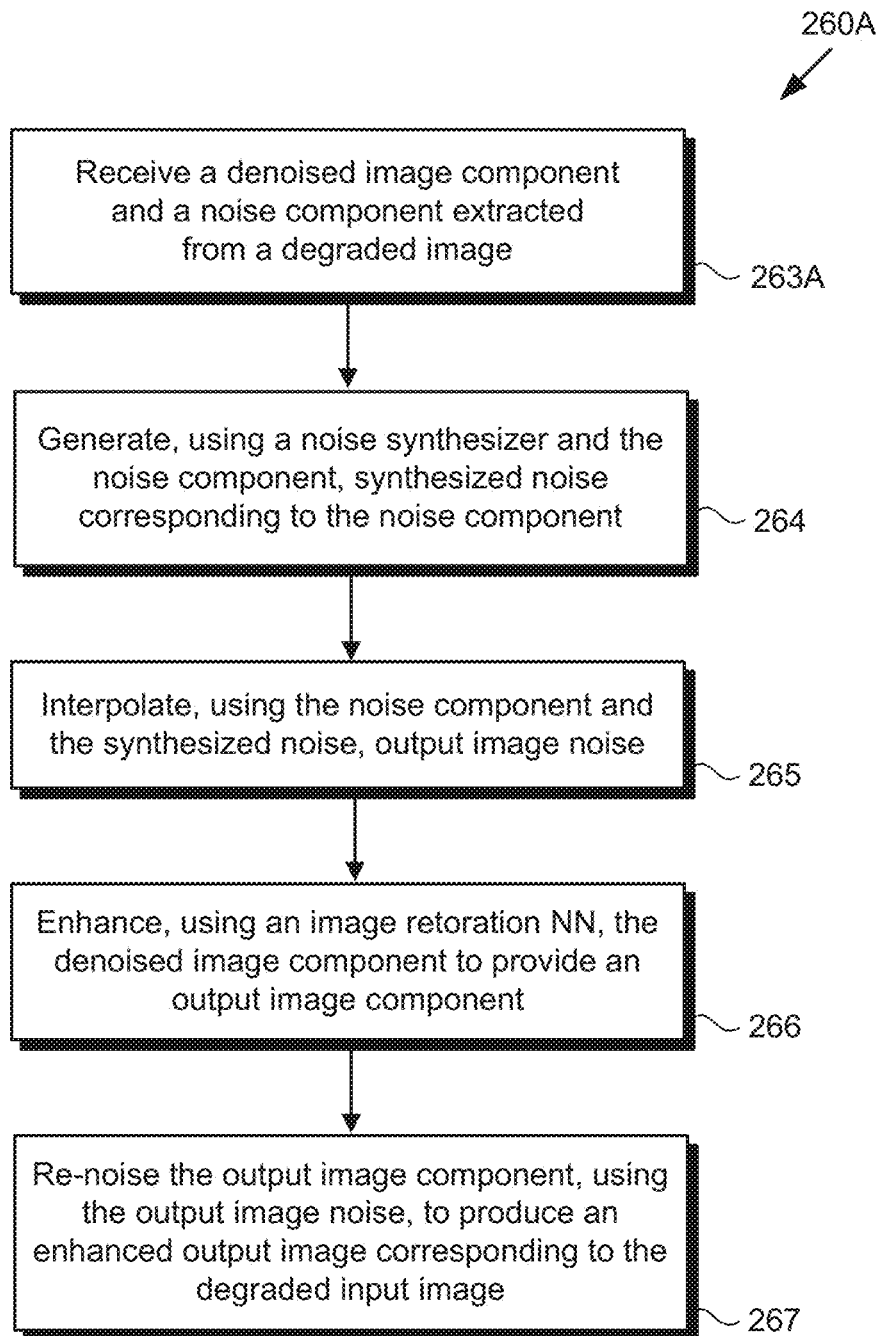 260A
Receive a denoised image component
and a noise component extracted
from a degraded image
263A
Generate, using a noise synthesizer and the
noise component, synthesized noise
corresponding to the noise component
264
Interpolate, using the noise component and
the synthesized noise, output image noise
265
Enhance, using an image retoration NN, the
denoised image component to provide an
output image component
266
Re-noise the output image component, using
the output image noise, to produce an
enhanced output image corresponding to the
degraded input image
267